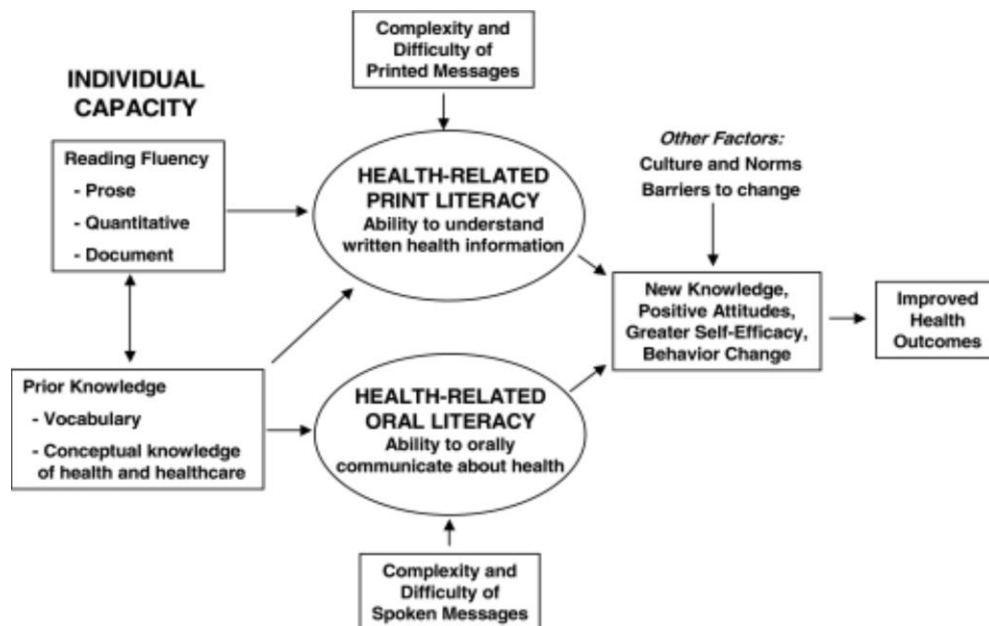 Complexity and
Difficulty of
Printed Messages
INDIVIDUAL
CAPACITY
Reading Fluency
- Prose
- Quantitative
- Document
HEALTH-RELATED
PRINT LITERACY
Ability to understand
written health information
Other Factors:
Culture and Norms
Barriers to change
New Knowledge,
Positive Attitudes,
Greater Self-Efficacy,
Behavior Change
Improved
Health
Outcomes
Prior Knowledge
- Vocabulary
- Conceptual knowledge
of health and healthcare
HEALTH-RELATED
ORAL LITERACY
Ability to orally
communicate about health
Complexity and
Difficulty of
Spoken Messages